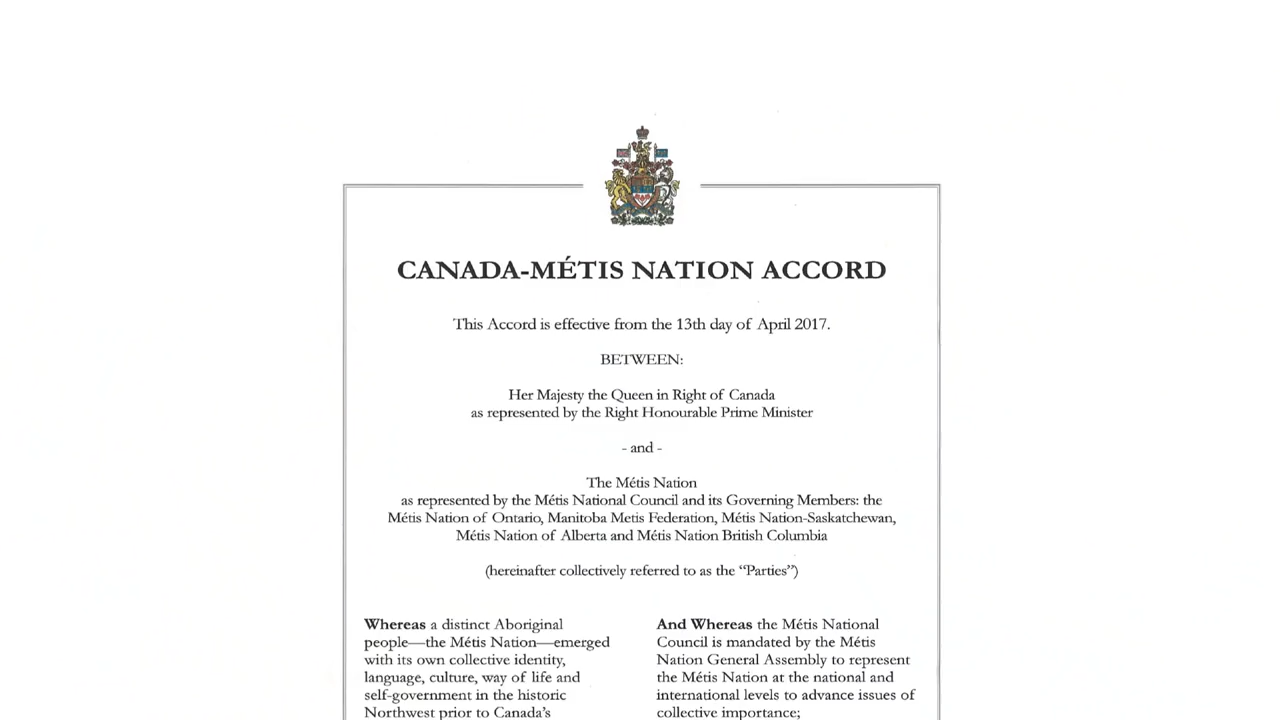 CANADA-MÉTIS NATION ACCORD
This Accord is effective from the 13th day of April 2017.
BETWEEN:
Her Majesty the Queen in Right of Canada
as represented by the Right Honourable Prime Minister
- and -
The Métis Nation
as represented by the Métis National Council and its Governing Members: the
Métis Nation of Ontario, Manitoba Metis Federation, Métis Nation-Saskatchewan,
Métis Nation of Alberta and Métis Nation British Columbia
(hereinafter collectively referred to as the “Parties”)
Whereas a distinct Aboriginal
people—the Métis Nation—emerged
with its own collective identity,
language, culture, way of life and
self-government in the historic
Northwest prior to Canada’s
And Whereas the Métis National
Council is mandated by the Métis
Nation General Assembly to represent
the Métis Nation at the national and
international levels to advance issues of
collective importance;